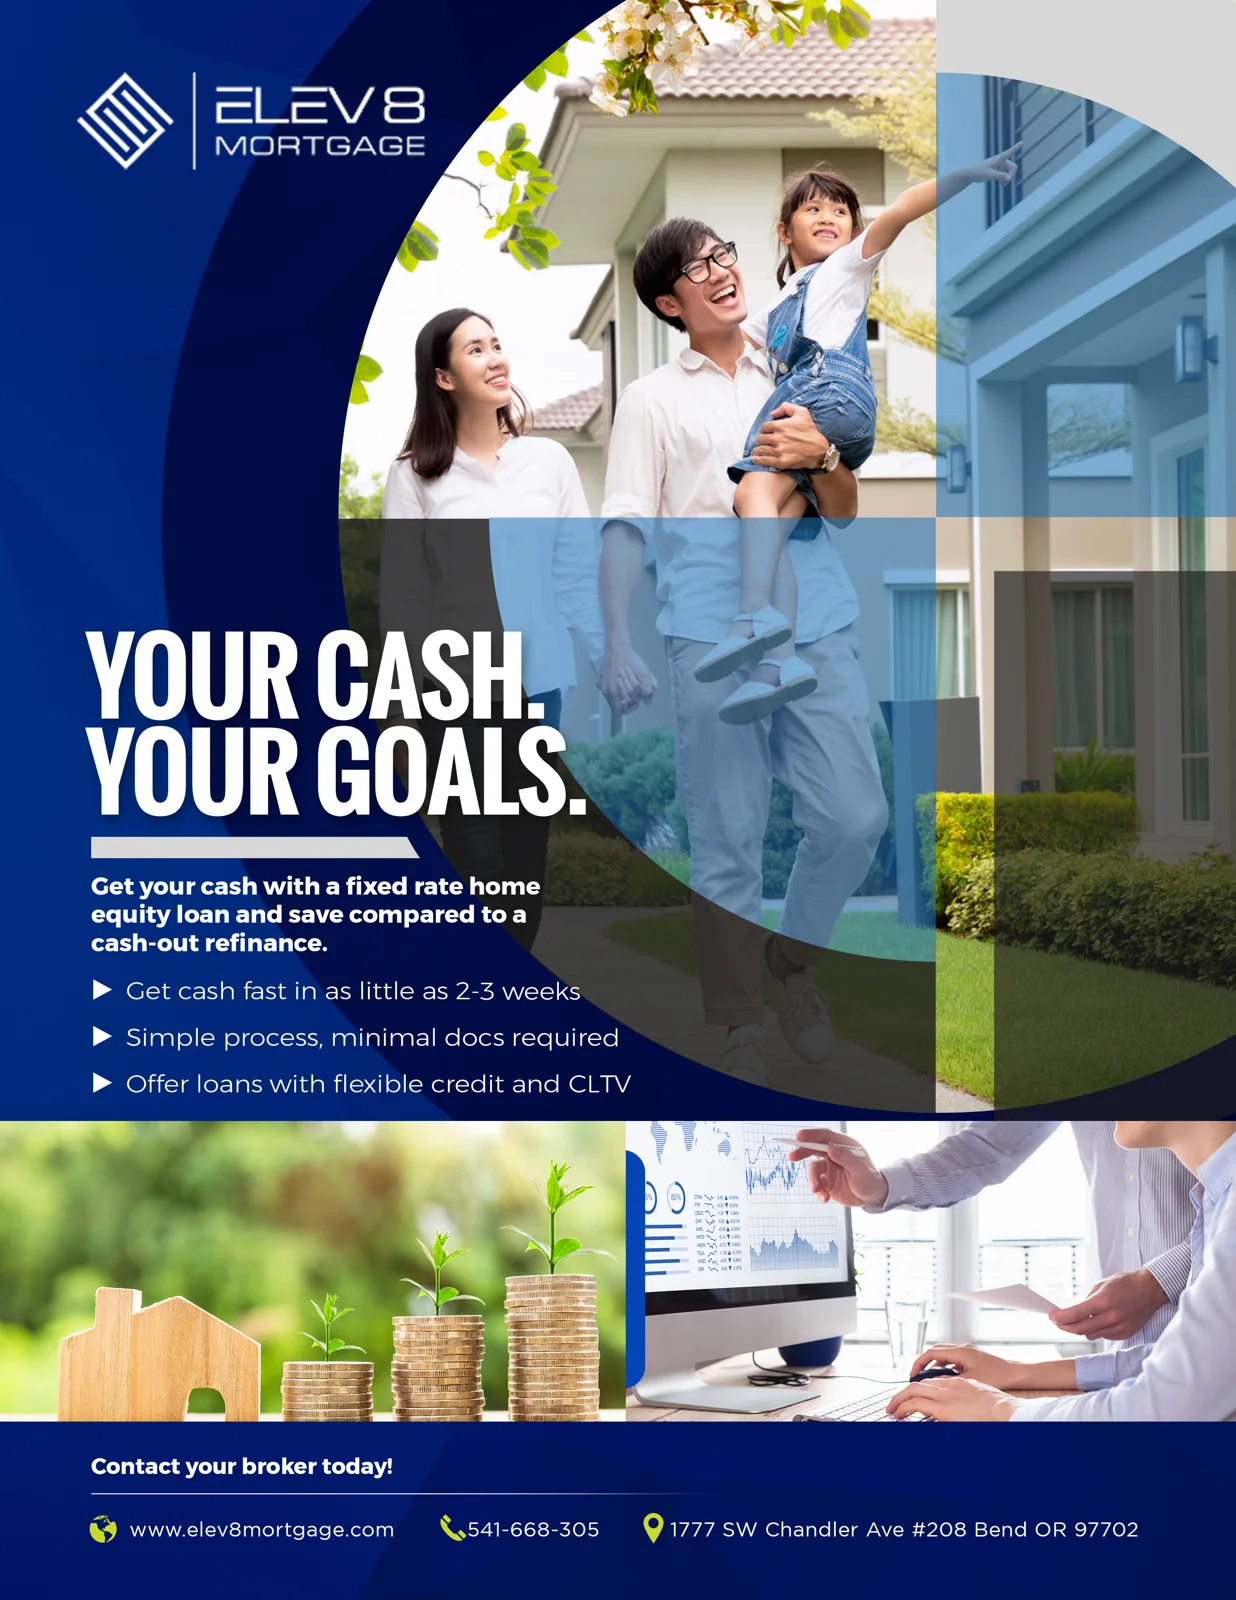 ELEV8
MORTGAGE
YOUR CASH.
YOUR GOALS.
Get your cash with a fixed rate home
equity loan and save compared to a
cash-out refinance.
Get cash fast in as little as 2-3 weeks
Simple process, minimal docs required
Offer loans with flexible credit and CLTV
60%
Contact your broker today!
www.elev8mortgage.com
541-668-305
1777 SW Chandler Ave #208 Bend OR 97702